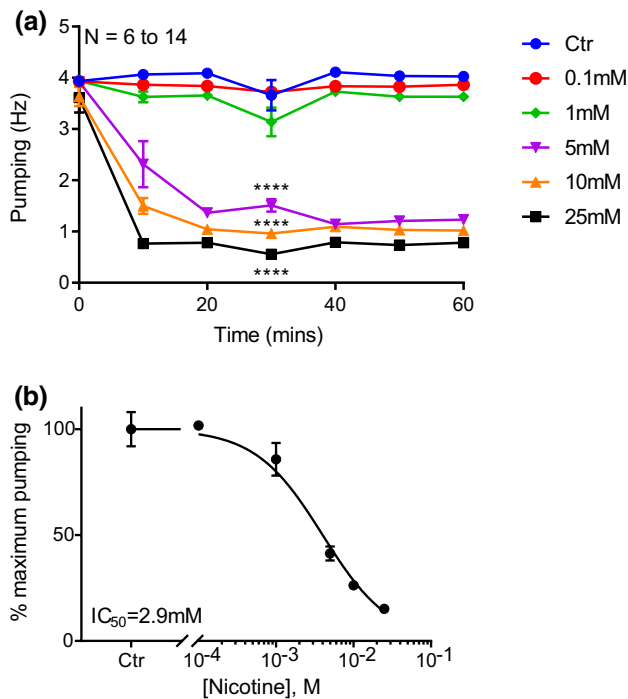 (a)
N = 6 to 14
Pumping (Hz)
5
4
3
2
1
0
****
****
****
0 20 40 60
Time (mins)
Ctr
0.1mM
1mM
5mM
10mM
25mM
(b)
% maximum pumping
100
50
0
IC₅₀=2.9mM
Ctr 10⁻⁴ 10⁻³ 10⁻² 10⁻¹
[Nicotine], M